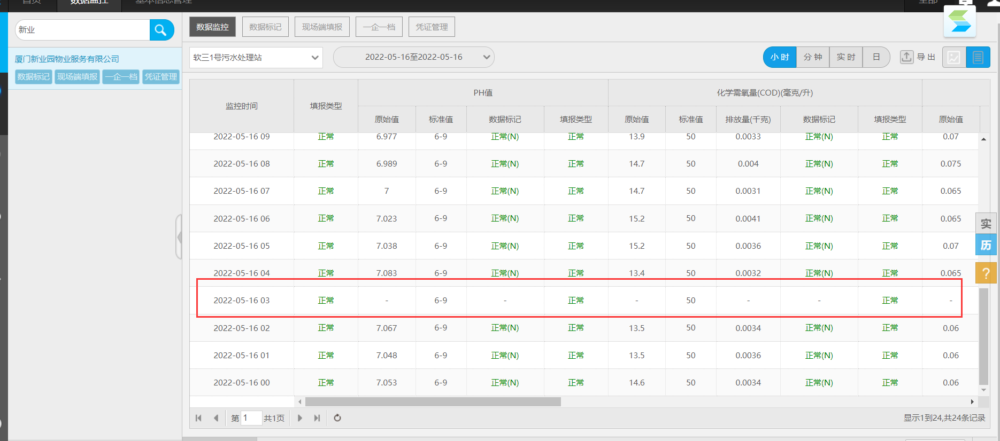 首页 数据监控 基本信息管理 全部
新业
数据监控 数据标记 现场端填报 一企一档 凭证管理
厦门新业园物业服务有限公司
数据标记 现场端填报 一企一档 凭证管理
软三1号污水处理站 2022-05-16至2022-05-16 小时 分钟 实时 日 导出
监控时间 填报类型 PH值 化学需氧量(COD)(毫克/升)
原始值 标准值 数据标记 填报类型 原始值 标准值 排放量(千克) 数据标记 填报类型 原始值
2022-05-16 09 正常 6.977 6-9 正常(N) 正常 13.9 50 0.0033 正常(N) 正常 0.07
2022-05-16 08 正常 6.989 6-9 正常(N) 正常 14.7 50 0.004 正常(N) 正常 0.075
2022-05-16 07 正常 7 6-9 正常(N) 正常 14.7 50 0.0031 正常(N) 正常 0.065
2022-05-16 06 正常 7.023 6-9 正常(N) 正常 15.2 50 0.0041 正常(N) 正常 0.065
2022-05-16 05 正常 7.038 6-9 正常(N) 正常 15.2 50 0.0036 正常(N) 正常 0.07
2022-05-16 04 正常 7.083 6-9 正常(N) 正常 13.4 50 0.0032 正常(N) 正常 0.065
2022-05-16 03 正常 - 6-9 - 正常 - 50 - - 正常 -
2022-05-16 02 正常 7.067 6-9 正常(N) 正常 13.5 50 0.0034 正常(N) 正常 0.06
2022-05-16 01 正常 7.048 6-9 正常(N) 正常 13.5 50 0.0036 正常(N) 正常 0.06
2022-05-16 00 正常 7.053 6-9 正常(N) 正常 14.6 50 0.0034 正常(N) 正常 0.06
实
历
?
第 1 共1页 显示1到24,共24条记录